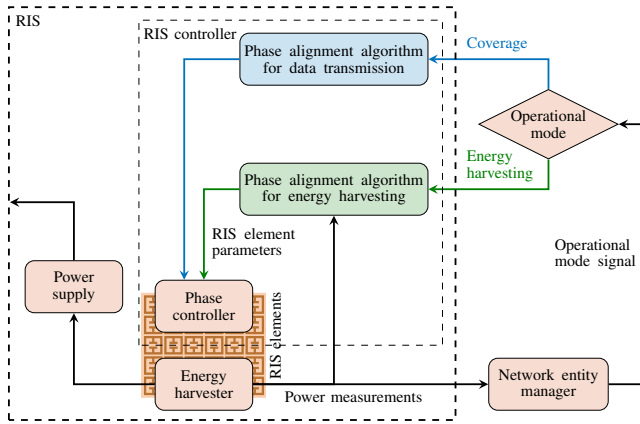 RIS
RIS controller
Phase alignment algorithm
for data transmission
Coverage
Operational
mode
Phase alignment algorithm
for energy harvesting
Energy
harvesting
RIS element
parameters
Operational
mode signal
Power
supply
Phase
controller
RIS elements
Energy
harvester
Power measurements
Network entity
manager